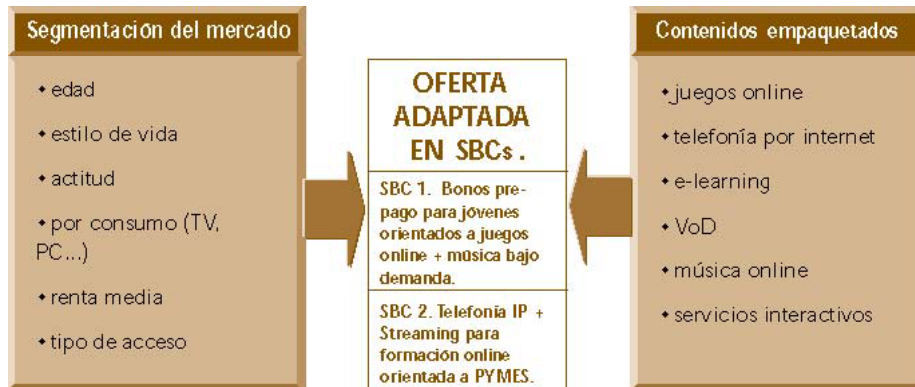 Segmentación del mercado
• edad
• estilo de vida
• actitud
• por consumo (TV,
PC...)
• renta media
• tipo de acceso
OFERTA
ADAPTADA
EN SBCs.
SBC 1. Bonos pre-
pago para jóvenes
orientados a juegos
online + música bajo
demanda.
SBC 2. Telefonía IP +
Streaming para
formación online
orientada a PYMES.
Contenidos empaquetados
• juegos online
• telefonía por internet
• e-learning
• VoD
• música online
• servicios interactivos